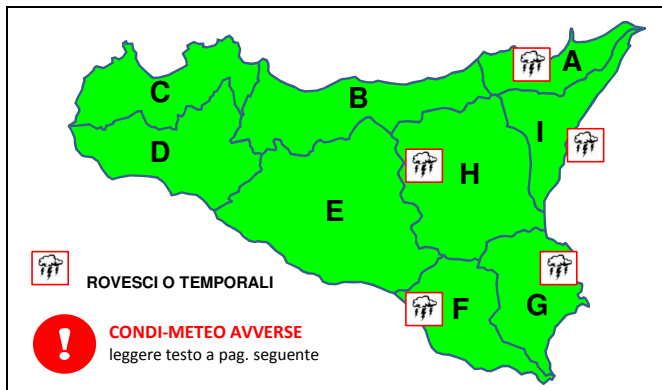 A
C
B
I
D
H
E
ROVESCI O TEMPORALI
F
G
CONDI-METEO AVVERSE
leggere testo a pag. seguente